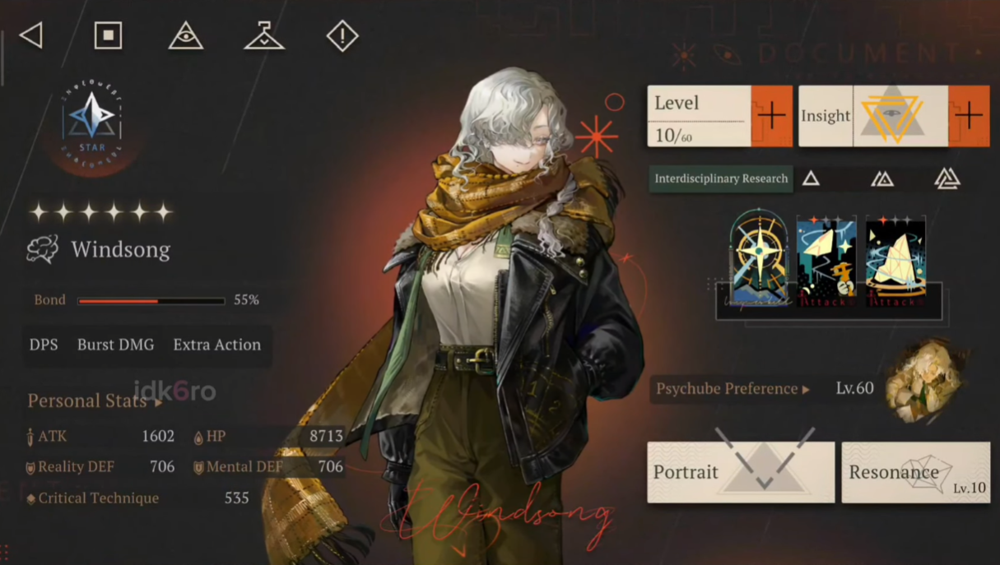 DOCUMENT
STAR
Windsong
Bond 55%
DPS Burst DMG Extra Action
idk6ro
Personal Stats
ATK 1602 HP 8713
Reality DEF 706 Mental DEF 706
Critical Technique 535
Level
10/60
Insight
Interdisciplinary Research
Attack
Attack
Psychube Preference Lv.60
Portrait
Resonance
Lv.10
Windsong